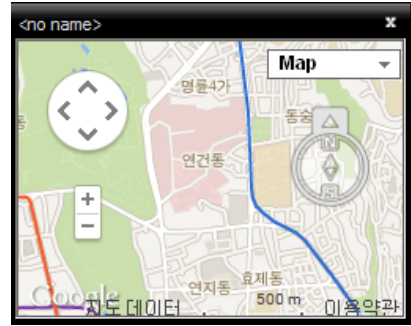 <no name> x
Map
명륜4가
동숭
연건동
N
S
+
−
연지동
효제동
Google
지도 데이터
500 m
이용약관